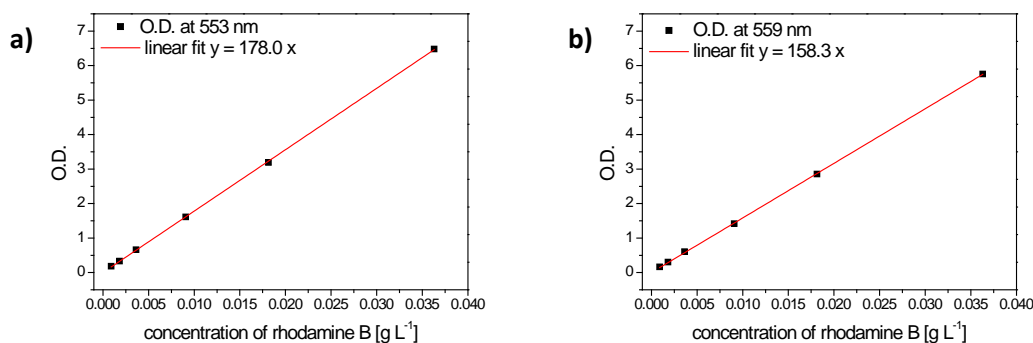 a)
O.D. at 553 nm
linear fit y = 178.0 x
7
6
5
4
3
2
1
0
O.D.
0.000 0.005 0.010 0.015 0.020 0.025 0.030 0.035 0.040
concentration of rhodamine B [g L⁻¹]
b)
O.D. at 559 nm
linear fit y = 158.3 x
7
6
5
4
3
2
1
0
O.D.
0.000 0.005 0.010 0.015 0.020 0.025 0.030 0.035 0.040
concentration of rhodamine B [g L⁻¹]